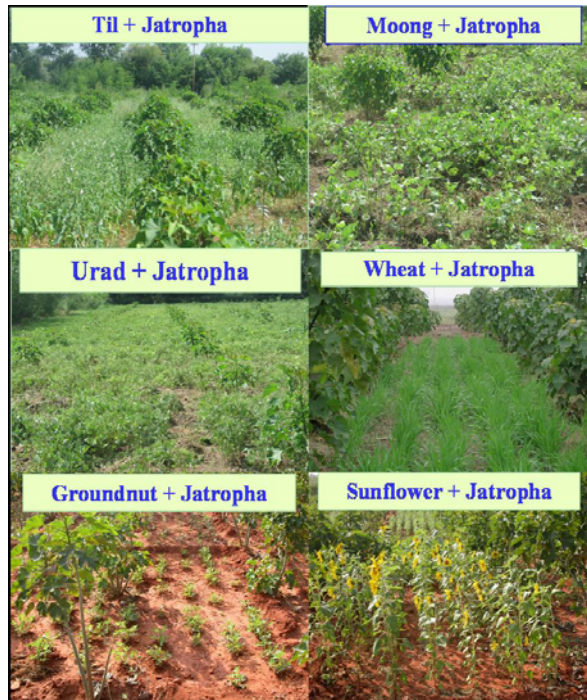 Til + Jatropha
Moong + Jatropha
Urad + Jatropha
Wheat + Jatropha
Groundnut + Jatropha
Sunflower + Jatropha